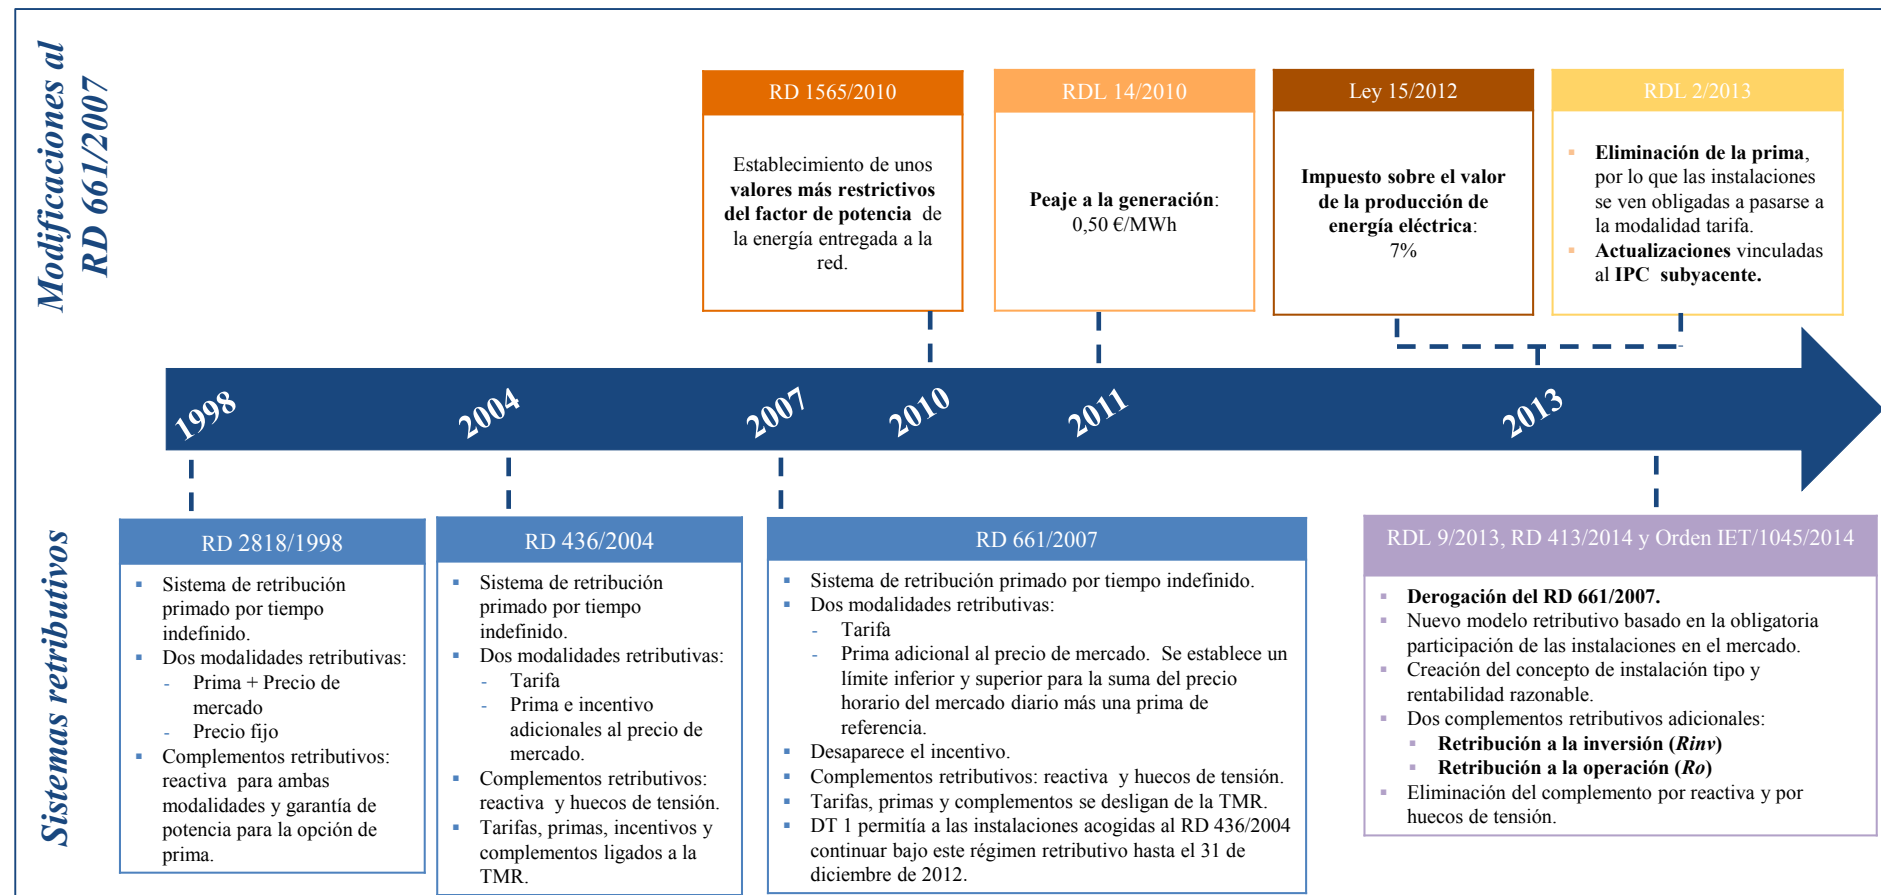 Modificaciones al
RD 661/2007
RD 1565/2010
Establecimiento de unos
valores más restrictivos
del factor de potencia de
la energía entregada a la
red.
RDL 14/2010
Peaje a la generación:
0,50 €/MWh
Ley 15/2012
Impuesto sobre el valor
de la producción de
energía eléctrica:
7%
RDL 2/2013
▪ Eliminación de la prima,
por lo que las instalaciones
se ven obligadas a pasarse a
la modalidad tarifa.
▪ Actualizaciones vinculadas
al IPC subyacente.
1998
2004
2007
2010
2011
2013
Sistemas retributivos
RD 2818/1998
▪ Sistema de retribución
primado por tiempo
indefinido.
▪ Dos modalidades retributivas:
- Prima + Precio de
mercado
- Precio fijo
▪ Complementos retributivos:
reactiva para ambas
modalidades y garantía de
potencia para la opción de
prima.
RD 436/2004
▪ Sistema de retribución
primado por tiempo
indefinido.
▪ Dos modalidades retributivas:
- Tarifa
- Prima e incentivo
adicionales al precio de
mercado.
▪ Complementos retributivos:
reactiva y huecos de tensión.
▪ Tarifas, primas, incentivos y
complementos ligados a la
TMR.
RD 661/2007
▪ Sistema de retribución primado por tiempo indefinido.
▪ Dos modalidades retributivas:
- Tarifa
- Prima adicional al precio de mercado. Se establece un
límite inferior y superior para la suma del precio
horario del mercado diario más una prima de
referencia.
▪ Desaparece el incentivo.
▪ Complementos retributivos: reactiva y huecos de tensión.
▪ Tarifas, primas y complementos se desligan de la TMR.
▪ DT 1 permitía a las instalaciones acogidas al RD 436/2004
continuar bajo este régimen retributivo hasta el 31 de
diciembre de 2012.
RDL 9/2013, RD 413/2014 y Orden IET/1045/2014
▪ Derogación del RD 661/2007.
▪ Nuevo modelo retributivo basado en la obligatoria
participación de las instalaciones en el mercado.
▪ Creación del concepto de instalación tipo y
rentabilidad razonable.
▪ Dos complementos retributivos adicionales:
▪ Retribución a la inversión (Rinv)
▪ Retribución a la operación (Ro)
▪ Eliminación del complemento por reactiva y por
huecos de tensión.